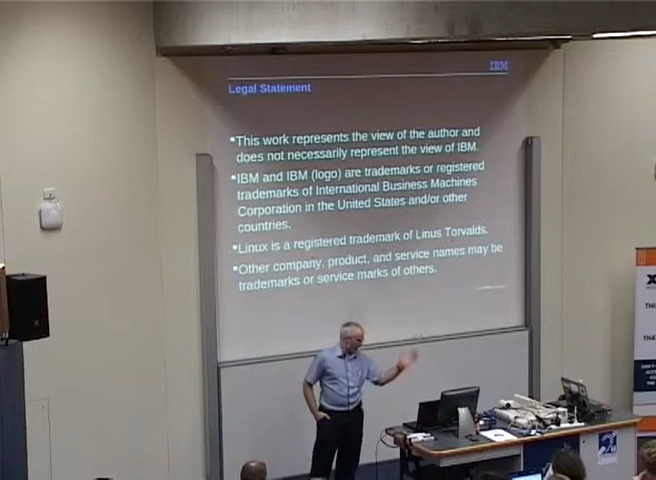 IBM
Legal Statement
▪This work represents the view of the author and
does not necessarily represent the view of IBM.
▪IBM and IBM (logo) are trademarks or registered
trademarks of International Business Machines
Corporation in the United States and/or other
countries.
▪Linux is a registered trademark of Linus Torvalds.
▪Other company, product, and service names may be
trademarks or service marks of others.